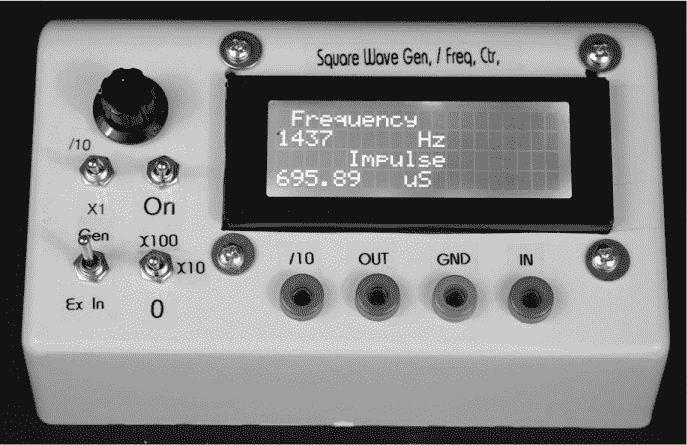 Square Wave Gen, / Freq, Ctr,
Frequency
1437 Hz
Impulse
695.89 uS
/10
X1
On
Gen
Ex In
X100
X10
0
/10 OUT GND IN